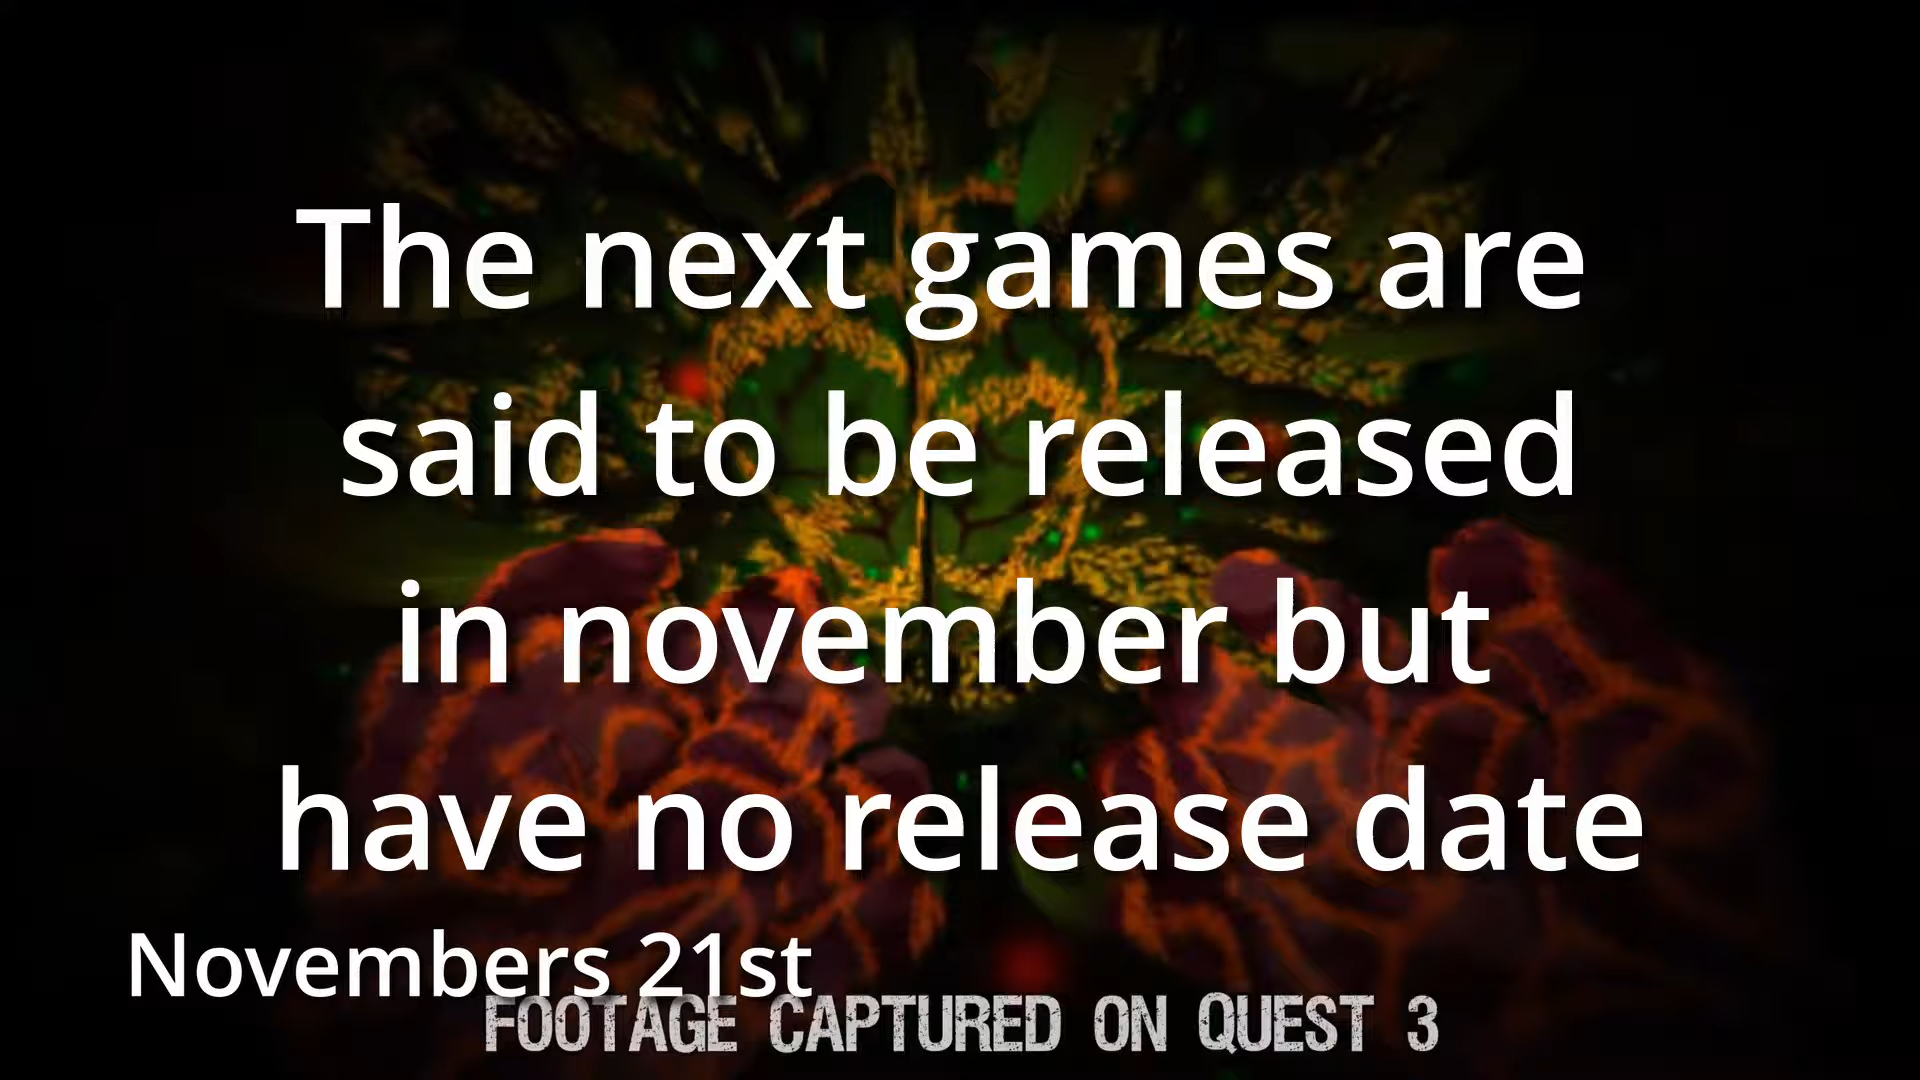 The next games are
said to be released
in november but
have no release date
Novembers 21st
FOOTAGE CAPTURED ON QUEST 3